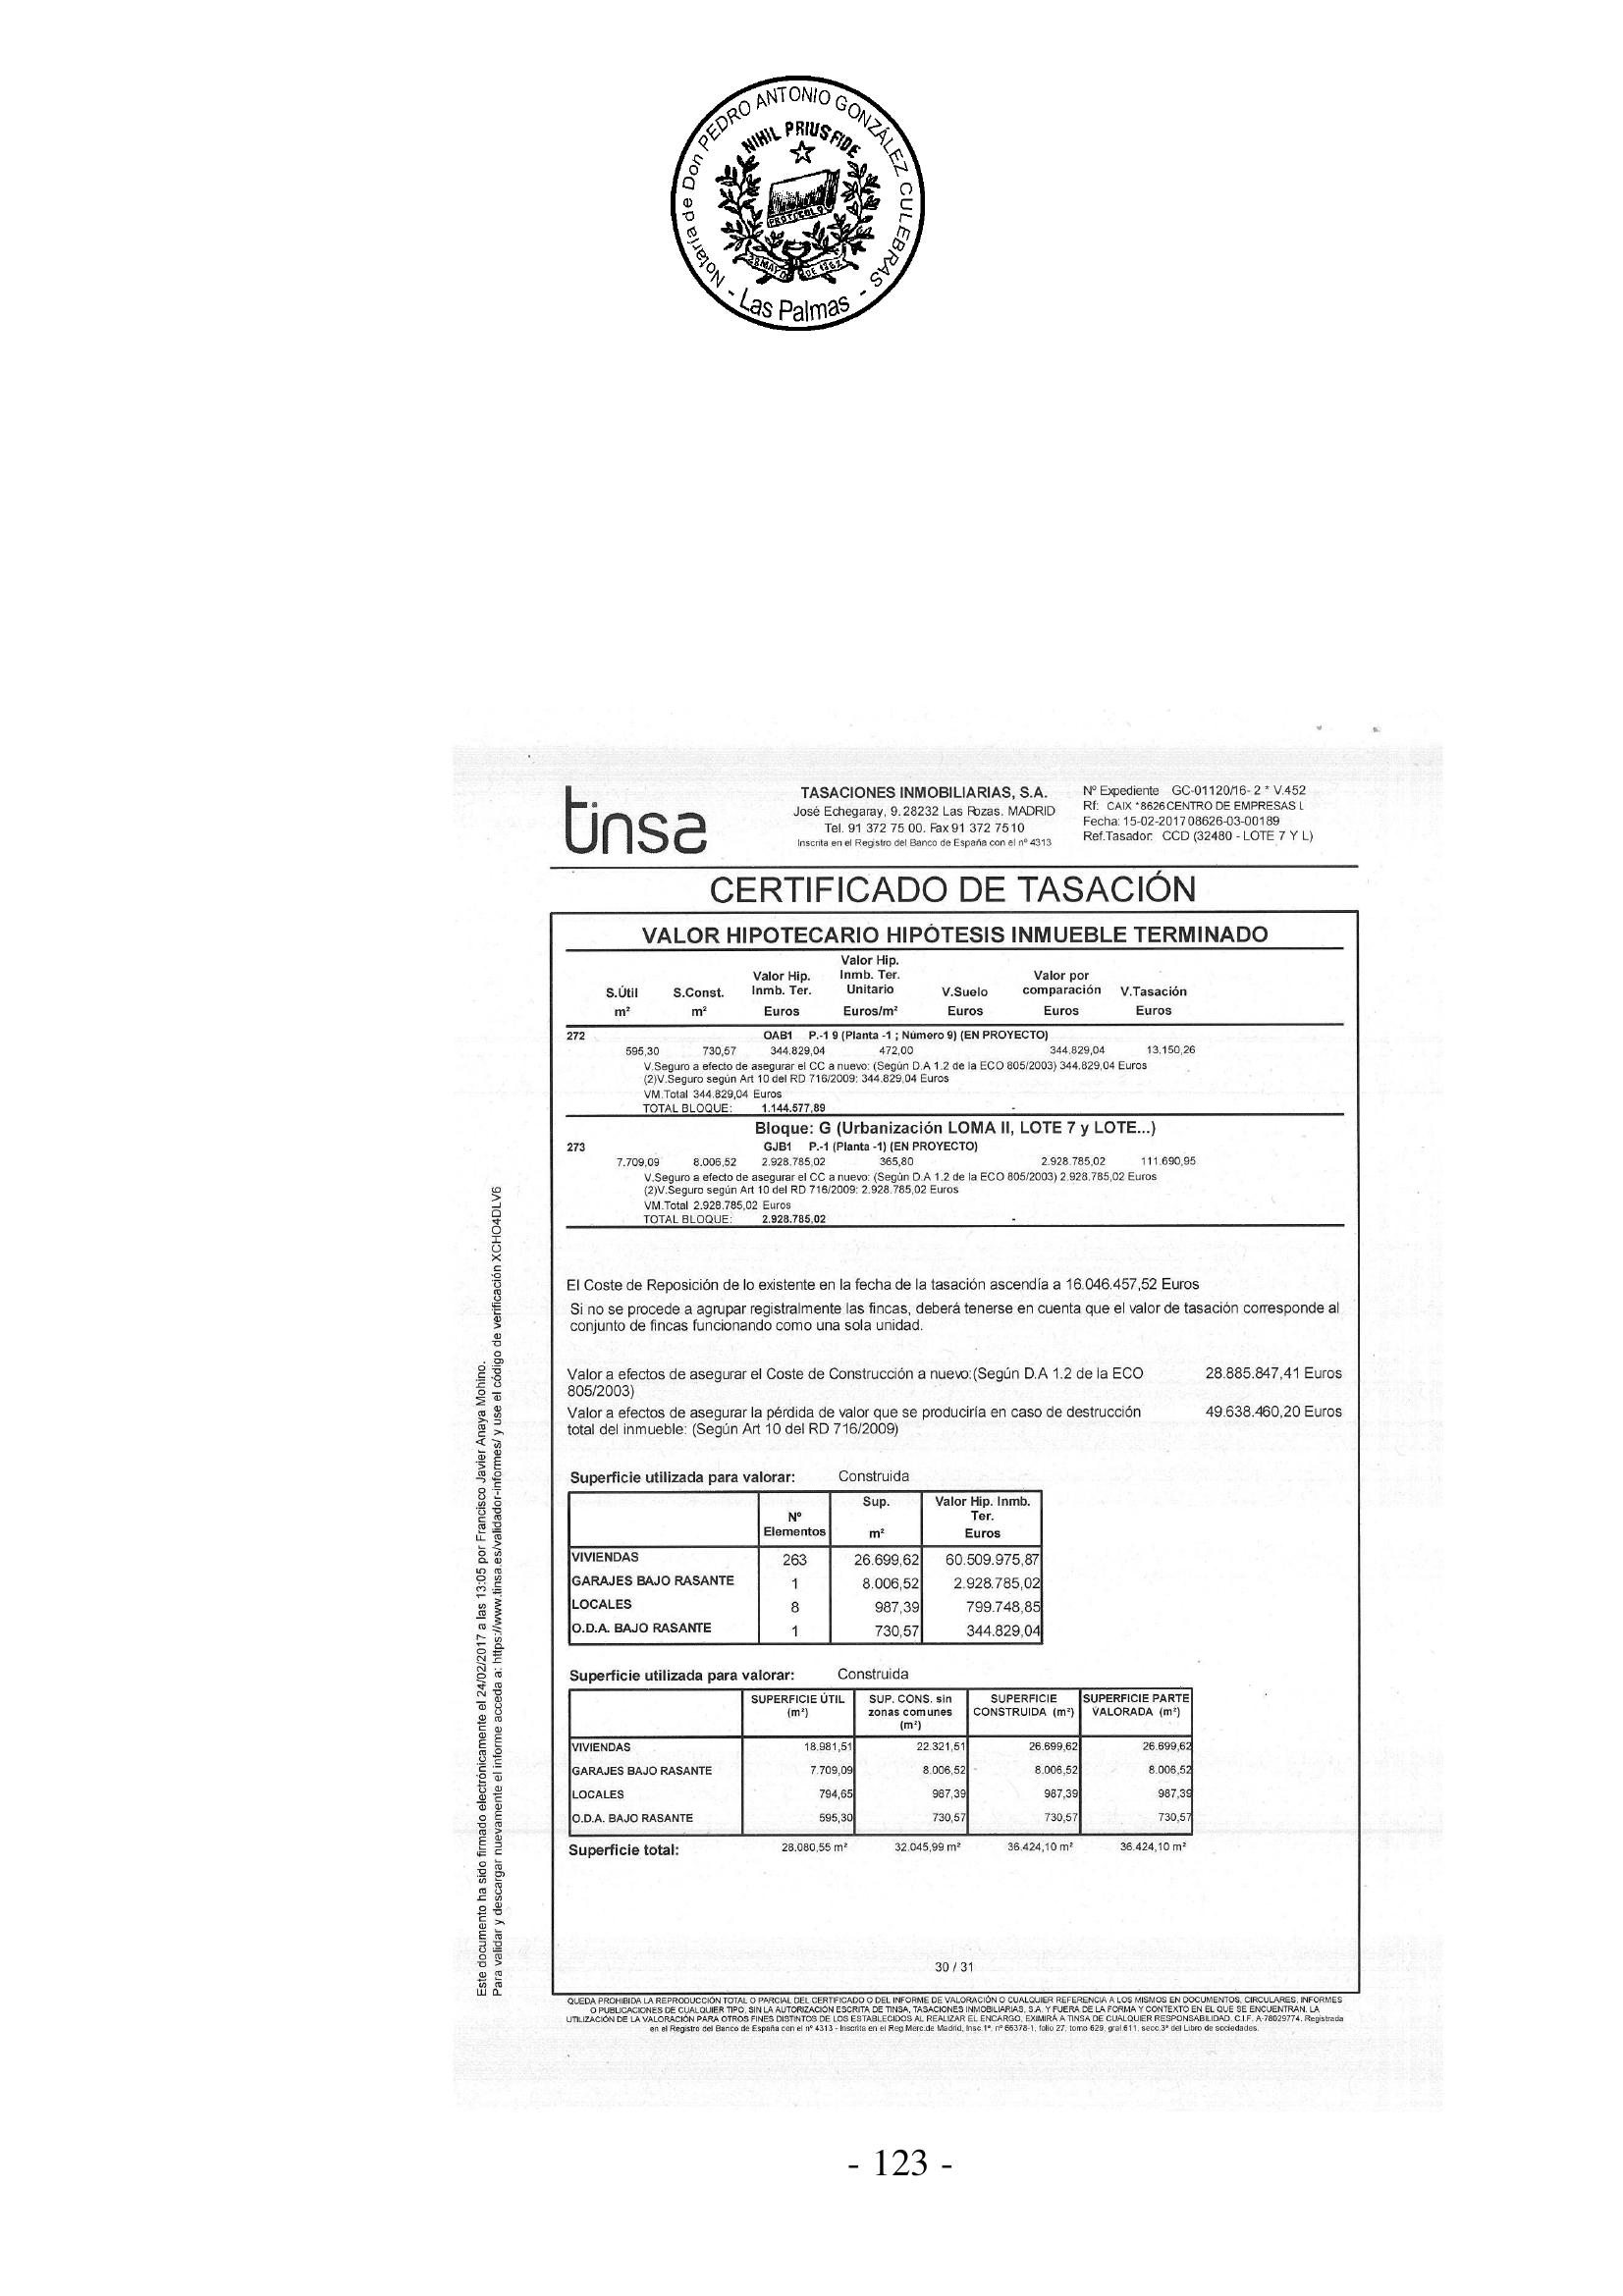 Notaría de Don PEDRO ANTONIO GONZÁLEZ CULEBRAS
- Las Palmas -
NIHIL PRIUS FIDE
PROTOCOLO
28 MAYO DE 1862
tinsa
TASACIONES INMOBILIARIAS, S.A.
José Echegaray, 9. 28232 Las Rozas. MADRID
Tel. 91 372 75 00. Fax 91 372 7510
Inscrita en el Registro del Banco de España con el nº 4313
Nº Expediente GC-01120/16- 2 * V.452
Rf: CAIX *8626 CENTRO DE EMPRESAS L
Fecha: 15-02-2017 08626-03-00189
Ref.Tasador: CCD (32480 - LOTE 7 Y L)
CERTIFICADO DE TASACIÓN
VALOR HIPOTECARIO HIPÓTESIS INMUEBLE TERMINADO
S.Útil m² S.Const. m² Valor Hip. Inmb. Ter. Euros Valor Hip. Inmb. Ter. Unitario Euros/m² V.Suelo Euros Valor por comparación Euros V.Tasación Euros
272 OAB1 P.-1 9 (Planta -1 ; Número 9) (EN PROYECTO)
595,30 730,57 344.829,04 472,00 344.829,04 13.150,26
V.Seguro a efecto de asegurar el CC a nuevo: (Según D.A 1.2 de la ECO 805/2003) 344.829,04 Euros
(2)V.Seguro según Art 10 del RD 716/2009: 344.829,04 Euros
VM.Total 344.829,04 Euros
TOTAL BLOQUE: 1.144.577,89 -
Bloque: G (Urbanización LOMA II, LOTE 7 y LOTE...)
273 GJB1 P.-1 (Planta -1) (EN PROYECTO)
7.709,09 8.006,52 2.928.785,02 365,80 2.928.785,02 111.690,95
V.Seguro a efecto de asegurar el CC a nuevo: (Según D.A 1.2 de la ECO 805/2003) 2.928.785,02 Euros
(2)V.Seguro según Art 10 del RD 716/2009: 2.928.785,02 Euros
VM.Total 2.928.785,02 Euros
TOTAL BLOQUE: 2.928.785,02 -
El Coste de Reposición de lo existente en la fecha de la tasación ascendía a 16.046.457,52 Euros
Si no se procede a agrupar registralmente las fincas, deberá tenerse en cuenta que el valor de tasación corresponde al
conjunto de fincas funcionando como una sola unidad.
Valor a efectos de asegurar el Coste de Construcción a nuevo:(Según D.A 1.2 de la ECO 28.885.847,41 Euros
805/2003)
Valor a efectos de asegurar la pérdida de valor que se produciría en caso de destrucción 49.638.460,20 Euros
total del inmueble: (Según Art 10 del RD 716/2009)
Superficie utilizada para valorar: Construida
Nº Elementos Sup. m² Valor Hip. Inmb. Ter. Euros
VIVIENDAS 263 26.699,62 60.509.975,87
GARAJES BAJO RASANTE 1 8.006,52 2.928.785,02
LOCALES 8 987,39 799.748,85
O.D.A. BAJO RASANTE 1 730,57 344.829,04
Superficie utilizada para valorar: Construida
SUPERFICIE ÚTIL (m²) SUP. CONS. sin zonas comunes (m²) SUPERFICIE CONSTRUIDA (m²) SUPERFICIE PARTE VALORADA (m²)
VIVIENDAS 18.981,51 22.321,51 26.699,62 26.699,62
GARAJES BAJO RASANTE 7.709,09 8.006,52 8.006,52 8.006,52
LOCALES 794,65 987,39 987,39 987,39
O.D.A. BAJO RASANTE 595,30 730,57 730,57 730,57
Superficie total: 28.080,55 m² 32.045,99 m² 36.424,10 m² 36.424,10 m²
30 / 31
QUEDA PROHIBIDA LA REPRODUCCIÓN TOTAL O PARCIAL DEL CERTIFICADO O DEL INFORME DE VALORACIÓN O CUALQUIER REFERENCIA A LOS MISMOS EN DOCUMENTOS, CIRCULARES, INFORMES
O PUBLICACIONES DE CUALQUIER TIPO, SIN LA AUTORIZACIÓN ESCRITA DE TINSA, TASACIONES INMOBILIARIAS, S.A. Y FUERA DE LA FORMA Y CONTEXTO EN EL QUE SE ENCUENTRAN. LA
UTILIZACIÓN DE LA VALORACIÓN PARA OTROS FINES DISTINTOS DE LOS ESTABLECIDOS AL REALIZAR EL ENCARGO, EXIMIRÁ A TINSA DE CUALQUIER RESPONSABILIDAD. C.I.F. A-78029774. Registrada
en el Registro del Banco de España con el nº 4313 - Inscrita en el Reg.Merc.de Madrid, Insc.1ª, nº 66378-1, folio 27, tomo 629, gral.611, secc.3ª del Libro de sociedades.
Este documento ha sido firmado electrónicamente el 24/02/2017 a las 13:05 por Francisco Javier Anaya Mohino.
Para validar y descargar nuevamente el informe acceda a: https://www.tinsa.es/validador-informes/ y use el código de verificación XCHO4DLV6
- 123 -